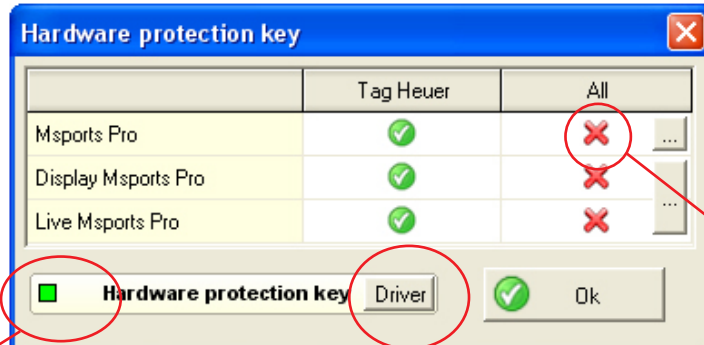 Hardware protection key
Tag Heuer All
Msports Pro ...
Display Msports Pro
...
Live Msports Pro
Hardware protection key Driver Ok